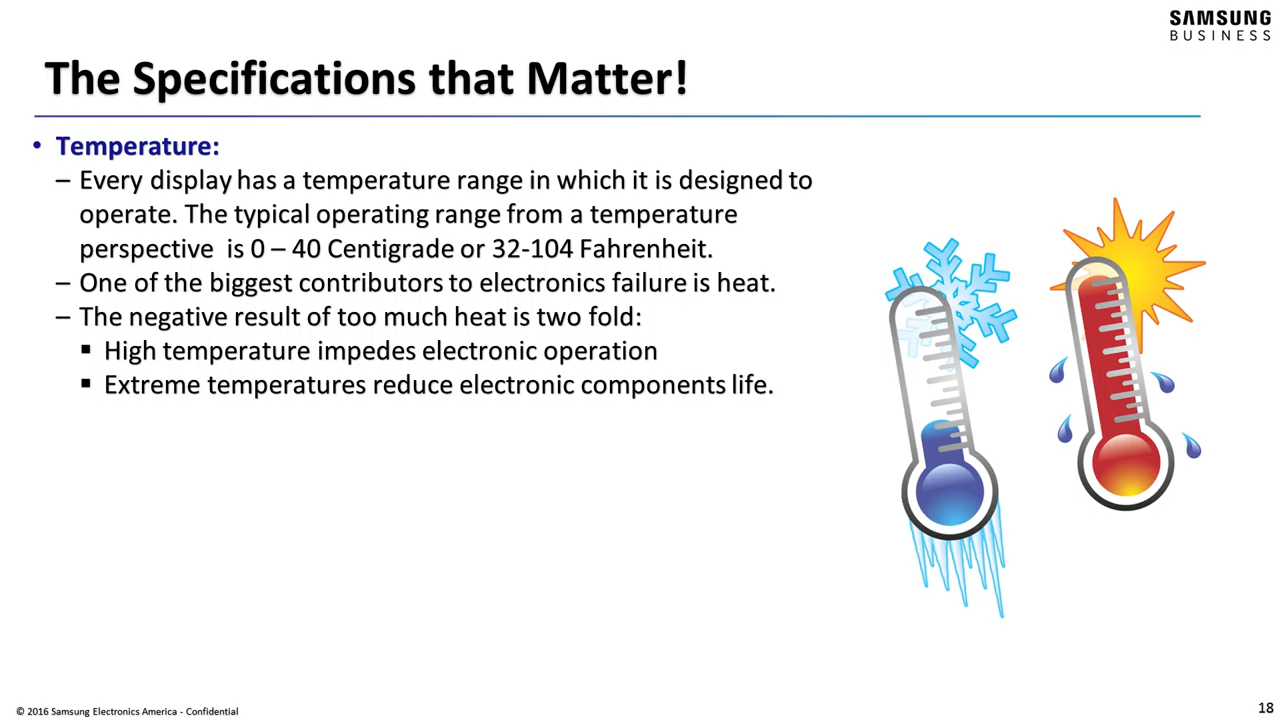 SAMSUNG
BUSINESS
The Specifications that Matter!
• Temperature:
– Every display has a temperature range in which it is designed to
operate. The typical operating range from a temperature
perspective  is 0 – 40 Centigrade or 32-104 Fahrenheit.
– One of the biggest contributors to electronics failure is heat.
– The negative result of too much heat is two fold:
▪ High temperature impedes electronic operation
▪ Extreme temperatures reduce electronic components life.
© 2016 Samsung Electronics America - Confidential
18